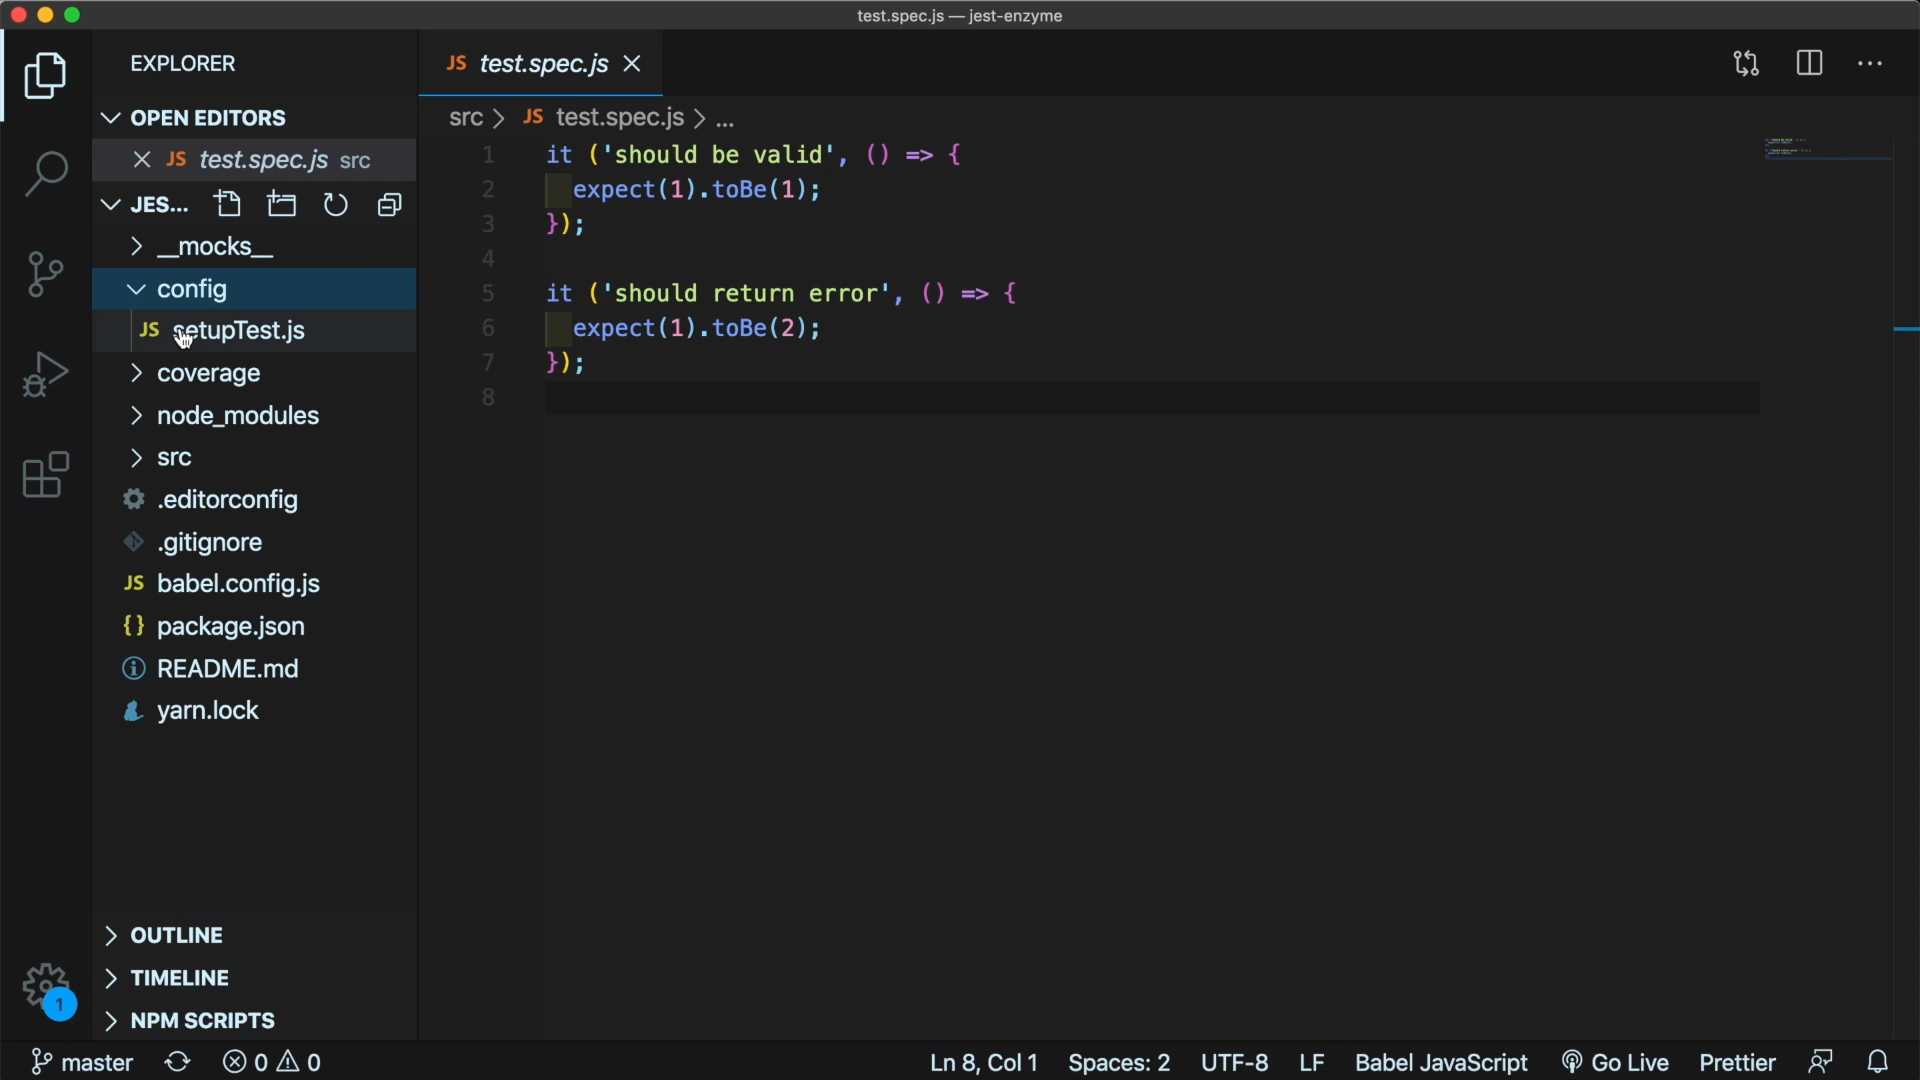 test.spec.js — jest-enzyme
EXPLORER
OPEN EDITORS
JS test.spec.js src
JES...
__mocks__
config
JS setupTest.js
coverage
node_modules
src
.editorconfig
.gitignore
JS babel.config.js
{} package.json
README.md
yarn.lock
OUTLINE
TIMELINE
NPM SCRIPTS
JS test.spec.js
src > JS test.spec.js > ...
1 it ('should be valid', () => {
2 expect(1).toBe(1);
3 });
4
5 it ('should return error', () => {
6 expect(1).toBe(2);
7 });
8
1
master 0 0 Ln 8, Col 1 Spaces: 2 UTF-8 LF Babel JavaScript Go Live Prettier